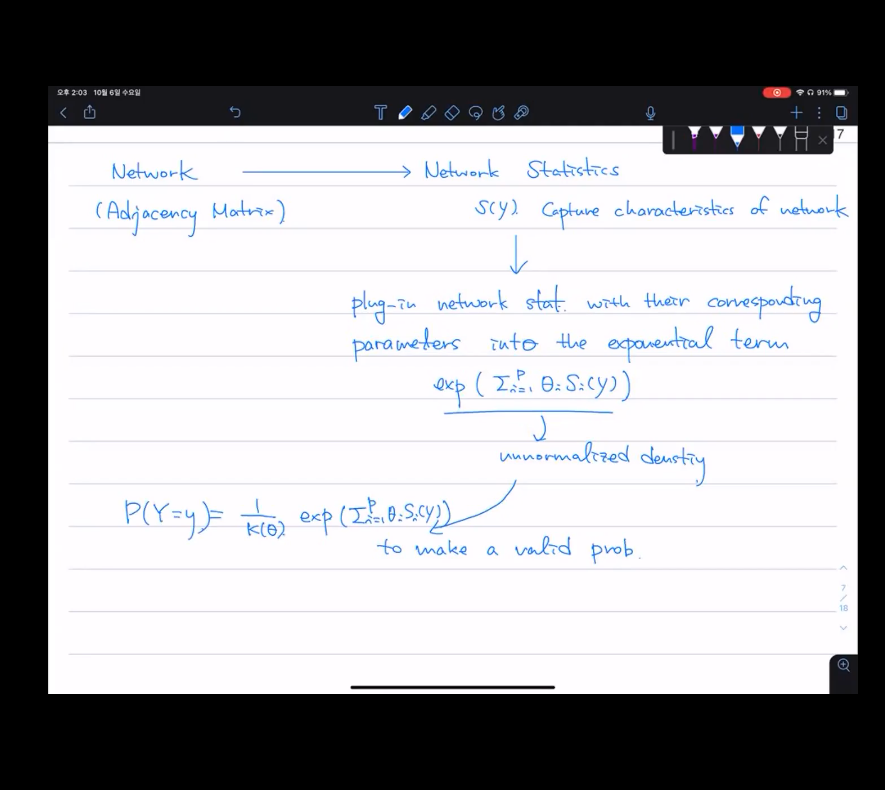 오후 2:03 10월 6일 수요일 91%
T
7
Network → Network Statistics
(Adjacency Matrix) S(y). Capture characteristics of network
↓
plug-in network stat. with their corresponding
parameters into the exponential term
exp (Σᵢ₌₁ᵖ θᵢ Sᵢ(y))
unnormalized denstiy
P(Y=y) = 1/K(θ) exp (Σᵢ₌₁ᵖ θᵢ Sᵢ(y))
to make a valid prob.
7
/
18